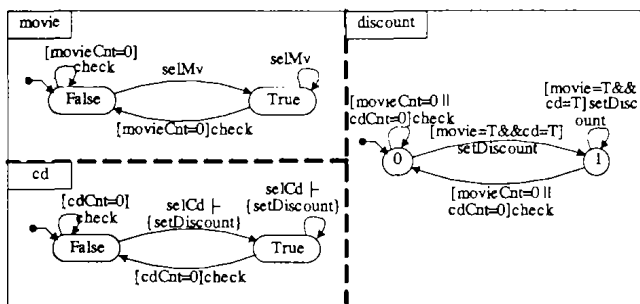 movie
[movieCnt=0]
check
selMv
selMv
False
True
[movieCnt=0]check
cd
[cdCnt=0]
check
selCd ├
{setDiscount}
selCd ├
{setDiscount}
False
True
[cdCnt=0]check
discount
[movieCnt=0 ||
cdCnt=0]check
[movie=T&&cd=T]
setDiscount
[movie=T&&
cd=T]setDisc
ount
0
1
[movieCnt=0 ||
cdCnt=0]check